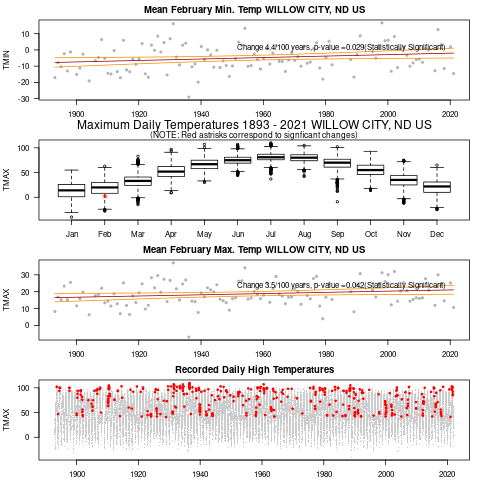 Mean February Min. Temp WILLOW CITY, ND US
TMIN
10
0
-10
-20
-30
Change 4.4/100 years, p-value =0.029(Statistically Significant)
1900 1920 1940 1960 1980 2000 2020
Maximum Daily Temperatures 1893 - 2021 WILLOW CITY, ND US
(NOTE: Red astrisks correspond to signficant changes)
TMAX
100
50
0
Jan Feb Mar Apr May Jun Jul Aug Sep Oct Nov Dec
Mean February Max. Temp WILLOW CITY, ND US
TMAX
30
20
10
0
Change 3.5/100 years, p-value =0.042(Statistically Significant)
1900 1920 1940 1960 1980 2000 2020
Recorded Daily High Temperatures
TMAX
100
50
0
1900 1920 1940 1960 1980 2000 2020